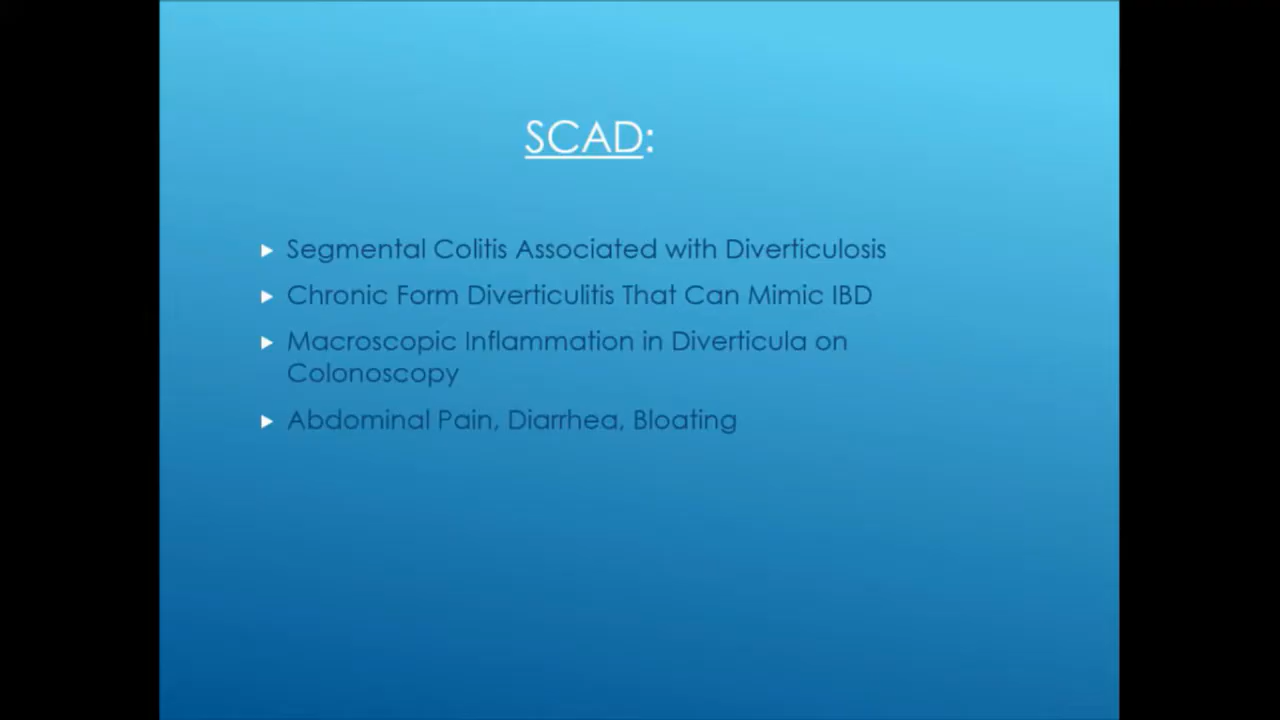 SCAD:
Segmental Colitis Associated with Diverticulosis
Chronic Form Diverticulitis That Can Mimic IBD
Macroscopic Inflammation in Diverticula on
Colonoscopy
Abdominal Pain, Diarrhea, Bloating